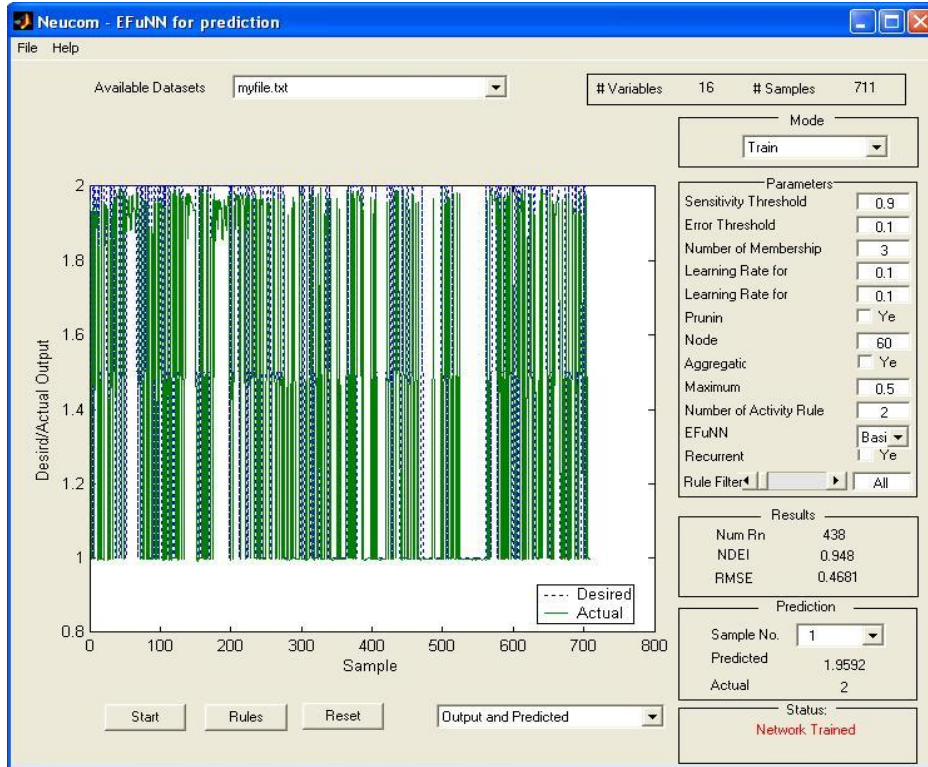 Neucom - EFuNN for prediction
File Help
Available Datasets myfile.txt
# Variables 16 # Samples 711
Mode
Train
Parameters
Sensitivity Threshold 0.9
Error Threshold 0.1
Number of Membership 3
Learning Rate for 0.1
Learning Rate for 0.1
Prunin Ye
Node 60
Aggregatic Ye
Maximum 0.5
Number of Activity Rule 2
EFuNN Basi
Recurrent Ye
Rule Filter All
Results
Num Rn 438
NDEI 0.948
RMSE 0.4681
Prediction
Sample No. 1
Predicted 1.9592
Actual 2
Status:
Network Trained
Desird/Actual Output
2
1.8
1.6
1.4
1.2
1
0.8
0 100 200 300 400 500 600 700 800
Sample
Desired
Actual
Start Rules Reset Output and Predicted